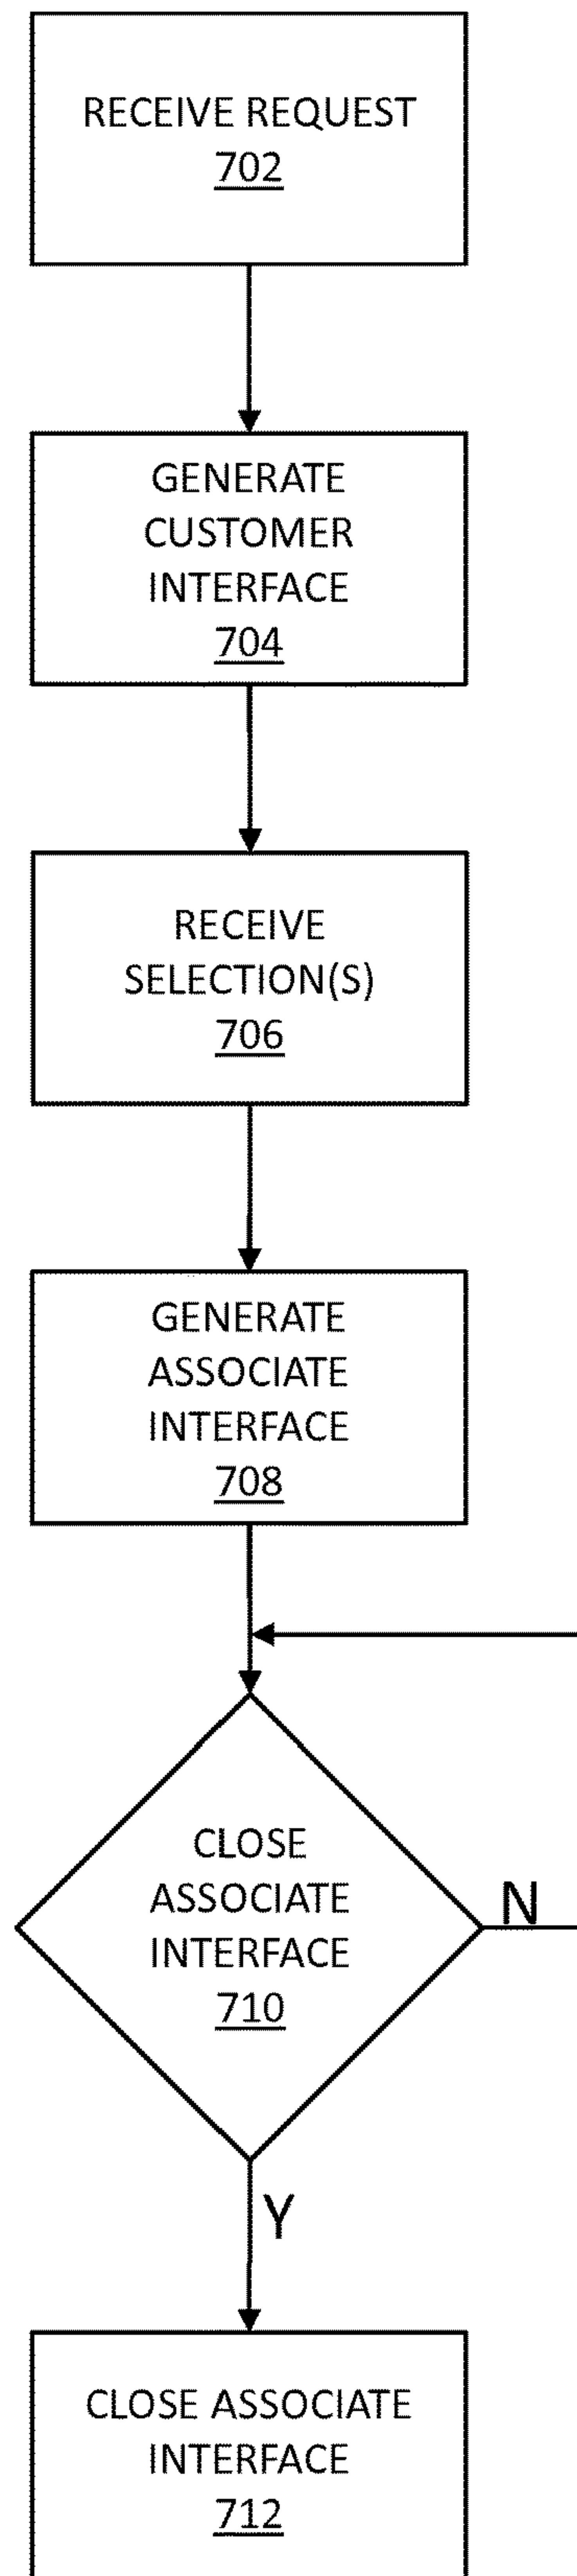 RECEIVE REQUEST
702
GENERATE
CUSTOMER
INTERFACE
704
RECEIVE
SELECTION(S)
706
GENERATE
ASSOCIATE
INTERFACE
708
CLOSE
ASSOCIATE
INTERFACE
710
N
Y
CLOSE ASSOCIATE
INTERFACE
712